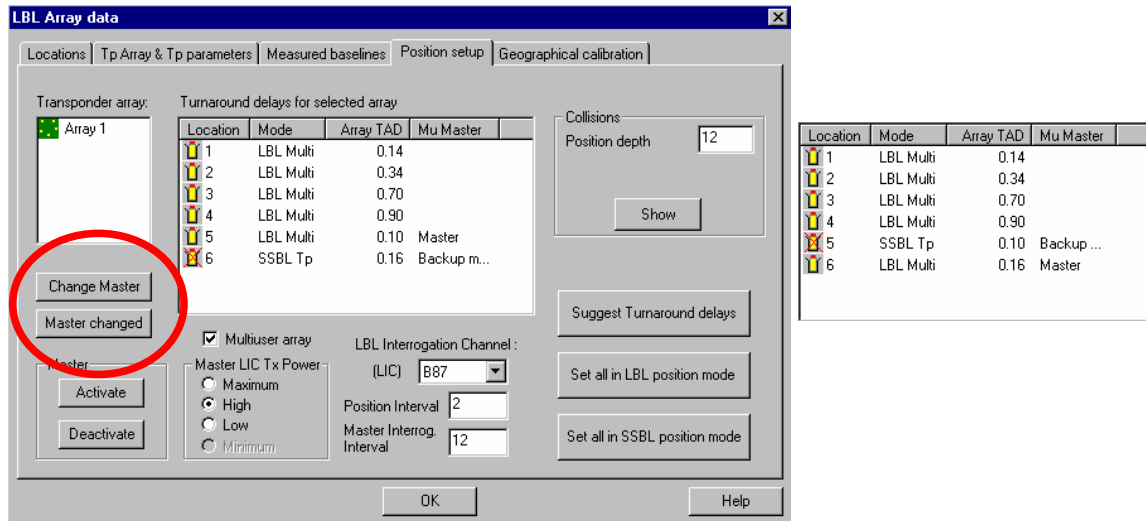 LBL Array data
Locations Tp Array & Tp parameters Measured baselines Position setup Geographical calibration
Transponder array:
Array 1
Turnaround delays for selected array
Location Mode Array TAD Mu Master
1 LBL Multi 0.14
2 LBL Multi 0.34
3 LBL Multi 0.70
4 LBL Multi 0.90
5 LBL Multi 0.10 Master
6 SSBL Tp 0.16 Backup m...
Collisions
Position depth 12
Show
Change Master
Master changed
Master
Activate
Deactivate
Multiuser array
Master LIC Tx Power
Maximum
High
Low
Minimum
LBL Interrogation Channel :
(LIC) B87
Position Interval 2
Master Interrog.
Interval 12
Suggest Turnaround delays
Set all in LBL position mode
Set all in SSBL position mode
OK Help
Location Mode Array TAD Mu Master
1 LBL Multi 0.14
2 LBL Multi 0.34
3 LBL Multi 0.70
4 LBL Multi 0.90
5 SSBL Tp 0.10 Backup ...
6 LBL Multi 0.16 Master